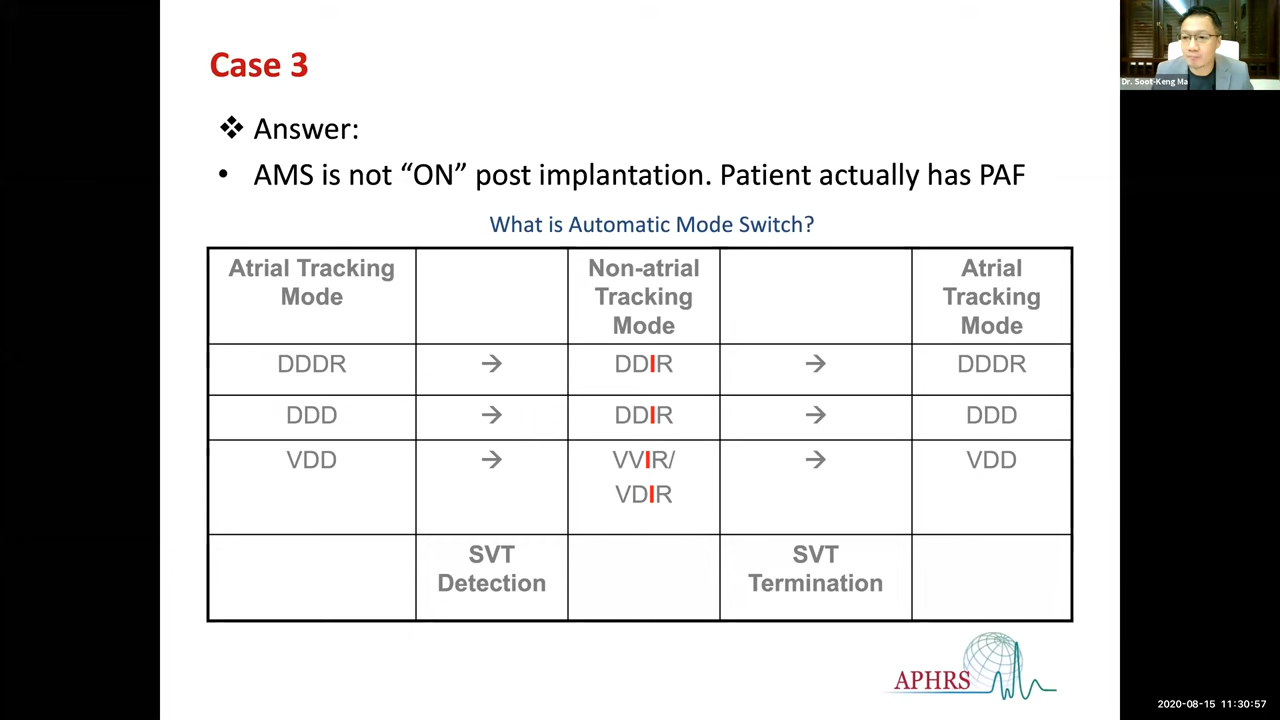 Case 3
❖ Answer:
• AMS is not “ON” post implantation. Patient actually has PAF
What is Automatic Mode Switch?
Atrial Tracking
Mode
Non-atrial
Tracking
Mode
Atrial
Tracking
Mode
DDDR → DDIR → DDDR
DDD → DDIR → DDD
VDD → VVIR/
VDIR
→ VDD
SVT
Detection
SVT
Termination
APHRS
Dr. Soot-Keng Ma
2020-08-15 11:30:57